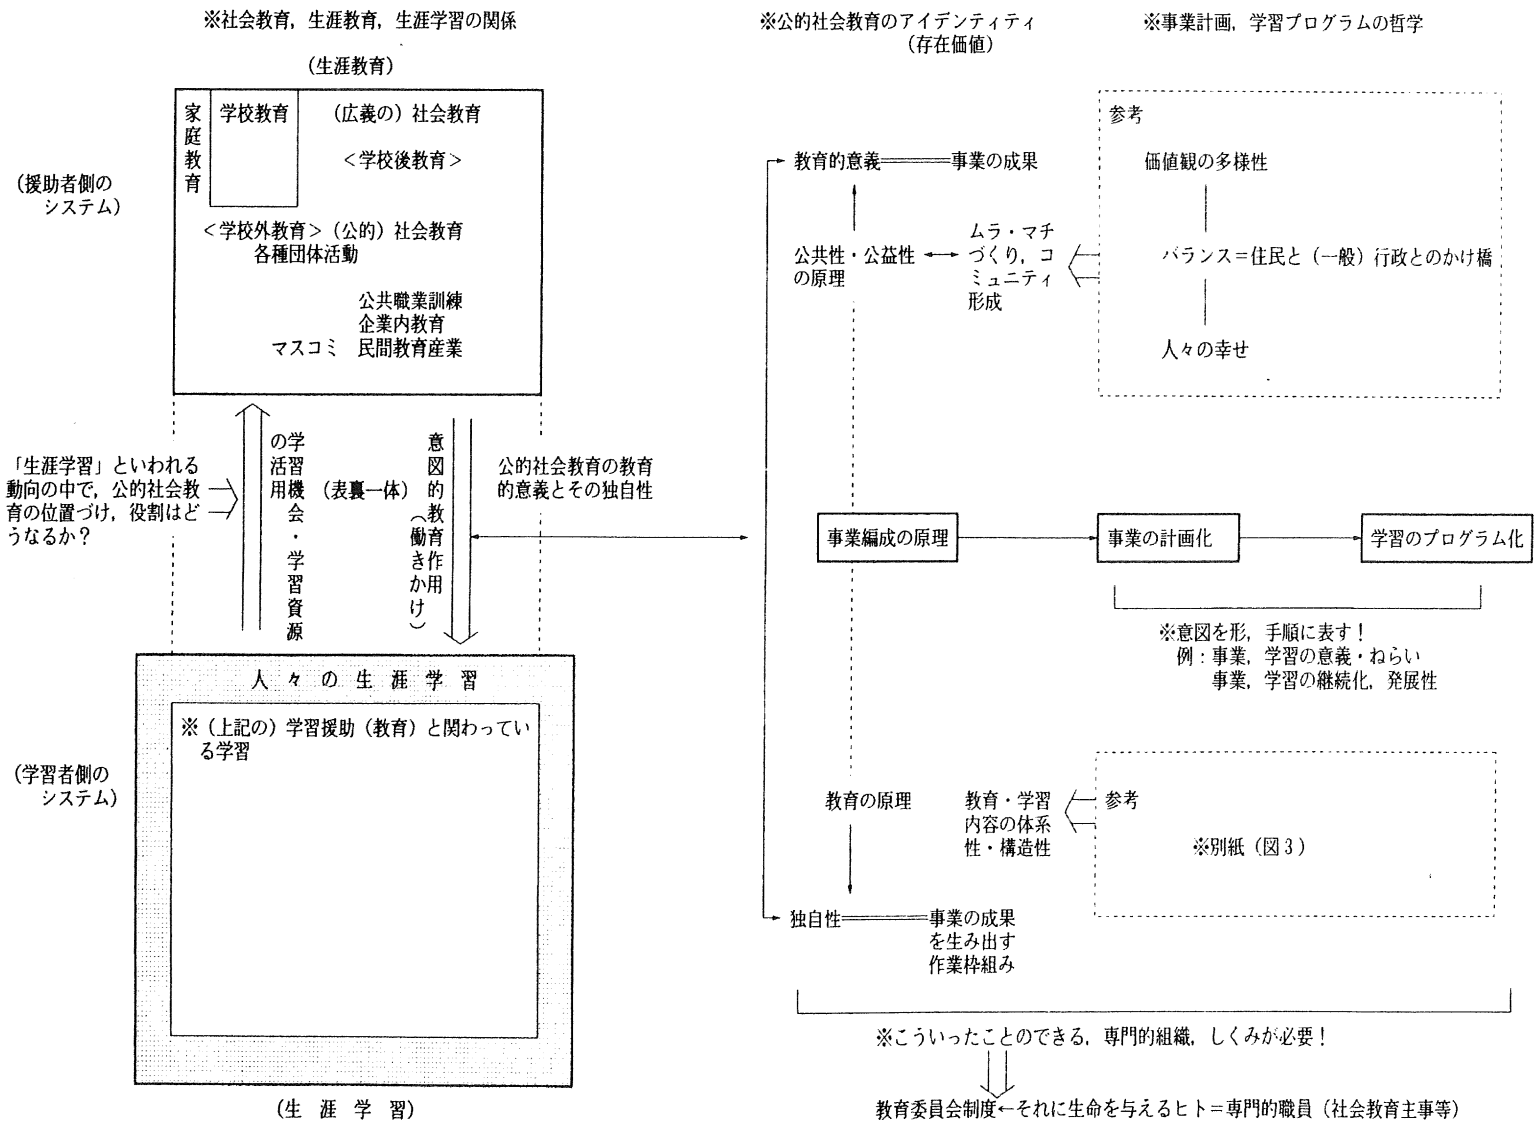 ※社会教育，生涯教育，生涯学習の関係
（生涯教育）
家庭教育
学校教育
（広義の）社会教育
＜学校後教育＞
＜学校外教育＞（公的）社会教育
各種団体活動
公共職業訓練
企業内教育
マスコミ　民間教育産業
（援助者側の
システム）
「生涯学習」といわれる
動向の中で，公的社会教
育の位置づけ，役割はど
うなるか？
学習機会・学習資源
の活用
（表裏一体）
意図的教育作用
（働きかけ）
公的社会教育の教育
的意義とその独自性
人々の生涯学習
※（上記の）学習援助（教育）と関わってい
る学習
（学習者側の
システム）
（生涯学習）
※公的社会教育のアイデンティティ
（存在価値）
教育的意義
事業の成果
公共性・公益性
の原理
ムラ・マチ
づくり，コ
ミュニティ
形成
事業編成の原理
教育の原理
教育・学習
内容の体系
性・構造性
独自性
事業の成果
を生み出す
作業枠組み
※事業計画，学習プログラムの哲学
参考
価値観の多様性
バランス＝住民と（一般）行政とのかけ橋
人々の幸せ
事業の計画化
学習のプログラム化
※意図を形，手順に表す！
例：事業，学習の意義・ねらい
事業，学習の継続化，発展性
参考
※別紙（図３）
※こういったことのできる，専門的組織，しくみが必要！
教育委員会制度←それに生命を与えるヒト＝専門的職員（社会教育主事等）